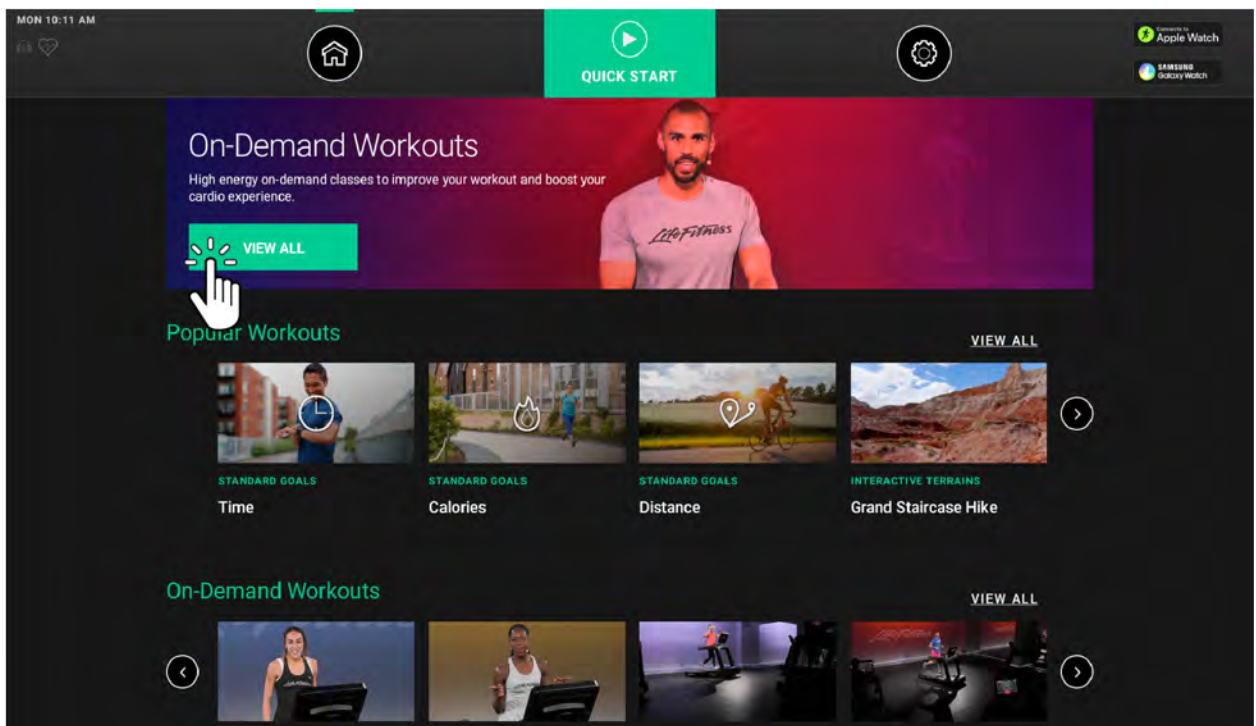 MON 10:11 AM
QUICK START
Connects to
Apple Watch
SAMSUNG
Galaxy Watch
On-Demand Workouts
High energy on-demand classes to improve your workout and boost your
cardio experience.
LifeFitness
VIEW ALL
Popular Workouts
VIEW ALL
STANDARD GOALS
STANDARD GOALS
STANDARD GOALS
INTERACTIVE TERRAINS
Time
Calories
Distance
Grand Staircase Hike
On-Demand Workouts
VIEW ALL